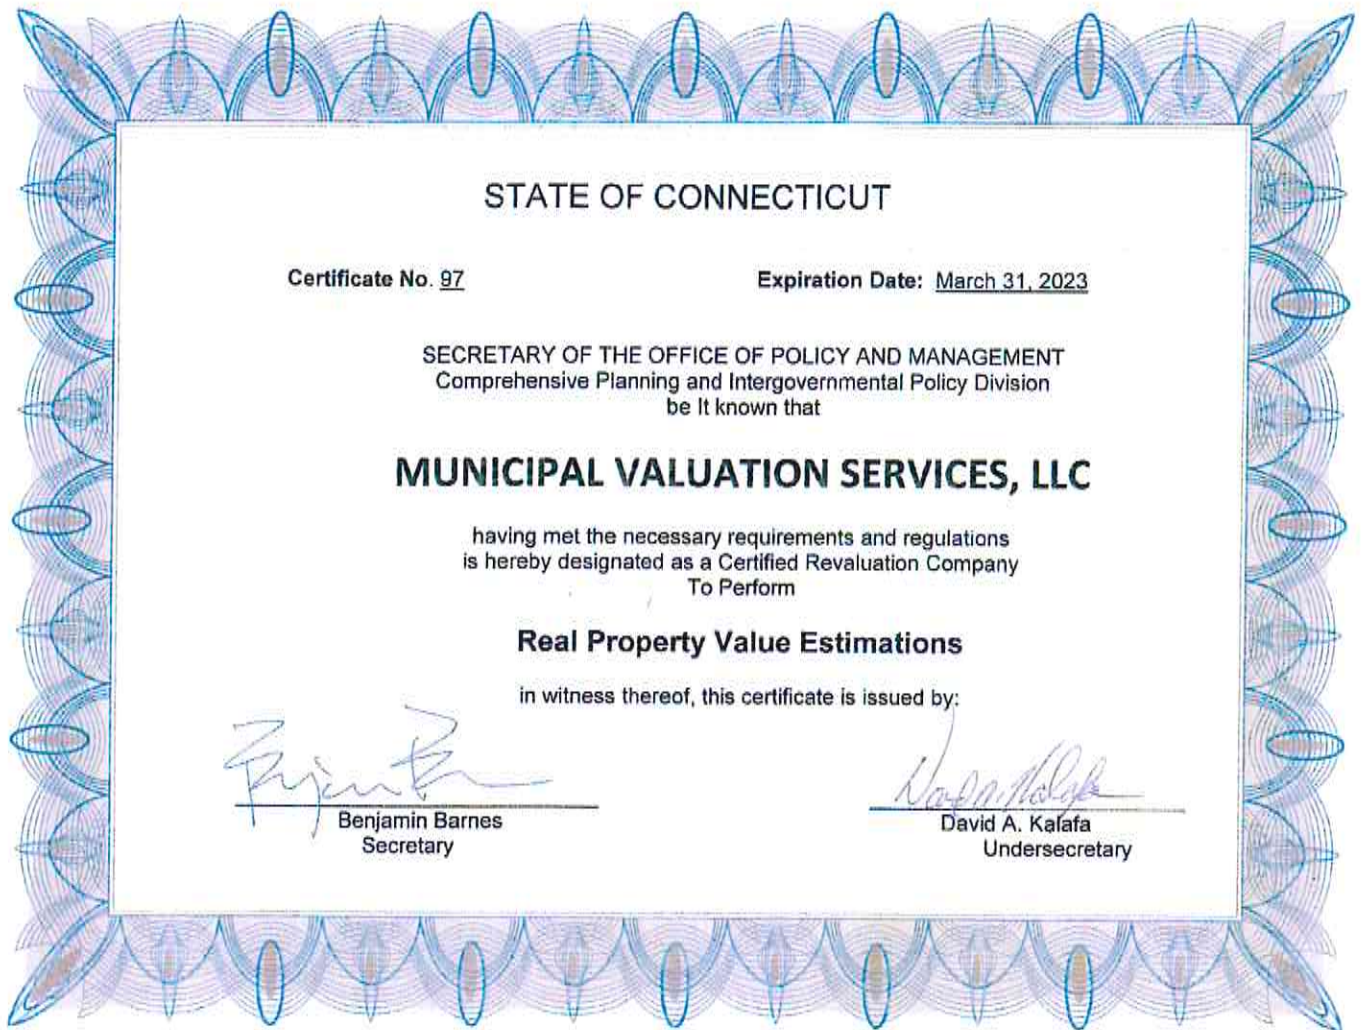 STATE OF CONNECTICUT
Certificate No. 97
Expiration Date: March 31, 2023
SECRETARY OF THE OFFICE OF POLICY AND MANAGEMENT
Comprehensive Planning and Intergovernmental Policy Division
be It known that
MUNICIPAL VALUATION SERVICES, LLC
having met the necessary requirements and regulations
is hereby designated as a Certified Revaluation Company
To Perform
Real Property Value Estimations
in witness thereof, this certificate is issued by:
Benjamin Barnes
Secretary
David A. Kalafa
Undersecretary